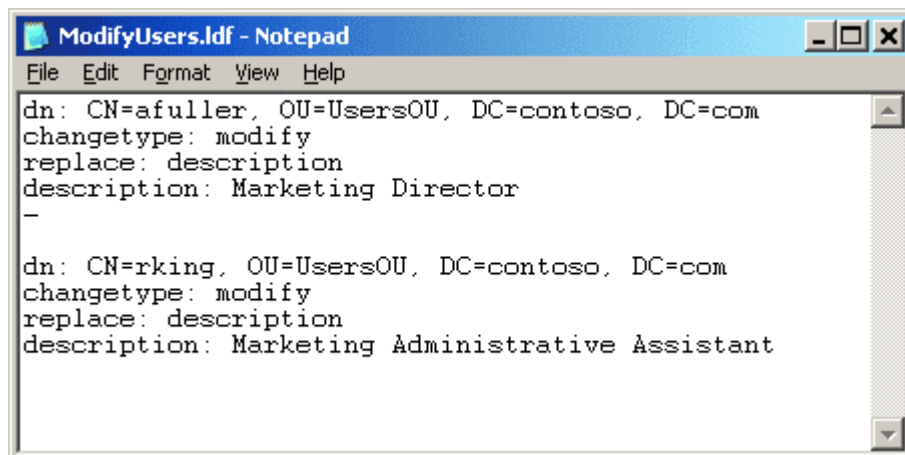 ModifyUsers.ldf - Notepad
File Edit Format View Help
dn: CN=afuller, OU=UsersOU, DC=contoso, DC=com
changetype: modify
replace: description
description: Marketing Director
-
dn: CN=rking, OU=UsersOU, DC=contoso, DC=com
changetype: modify
replace: description
description: Marketing Administrative Assistant